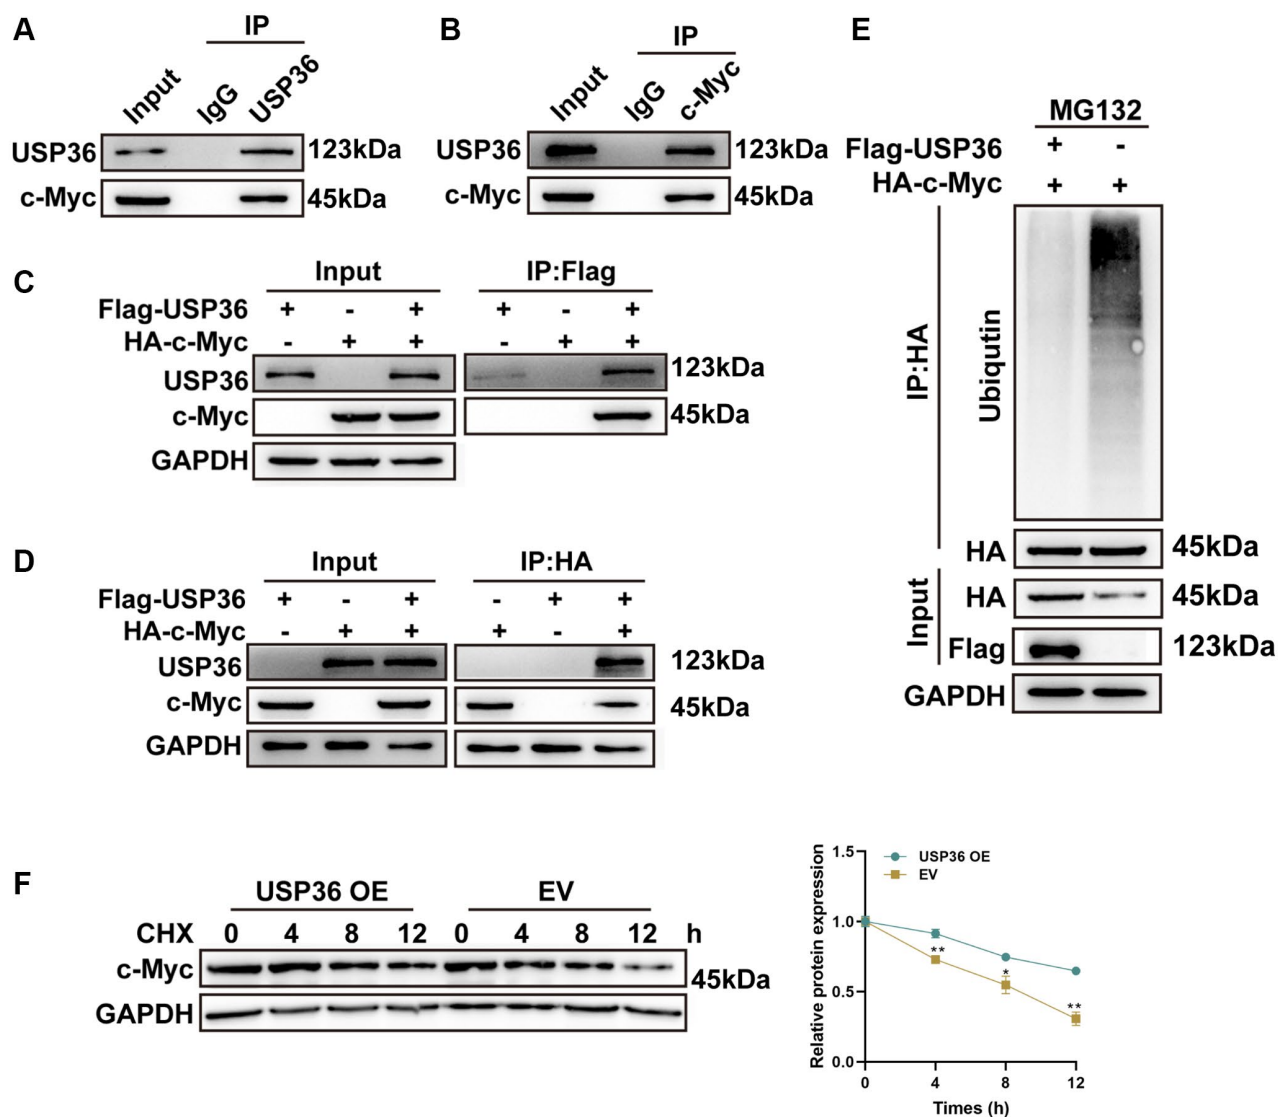 A
IP
Input IgG USP36
USP36 123kDa
c-Myc 45kDa
B
IP
Input IgG c-Myc
USP36 123kDa
c-Myc 45kDa
C
Input IP:Flag
Flag-USP36 + - + + - +
HA-c-Myc - + + - + +
USP36 123kDa
c-Myc 45kDa
GAPDH
D
Input IP:HA
Flag-USP36 + - + - + +
HA-c-Myc - + + + - +
USP36 123kDa
c-Myc 45kDa
GAPDH
E
MG132
Flag-USP36 + -
HA-c-Myc + +
IP:HA
Ubiqutin
HA 45kDa
Input
HA 45kDa
Flag 123kDa
GAPDH
F
USP36 OE EV
CHX 0 4 8 12 0 4 8 12 h
c-Myc 45kDa
GAPDH
Relative protein expression
1.5
1.0
0.5
0.0
USP36 OE
EV
**
*
**
0 4 8 12
Times (h)